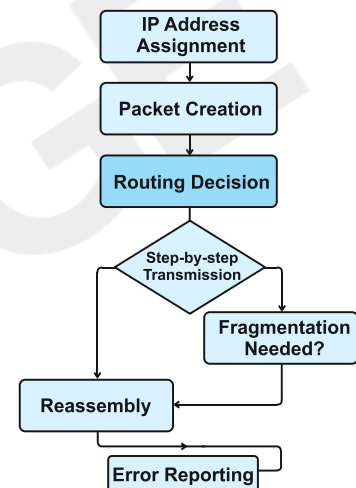 IP Address
Assignment
Packet Creation
Routing Decision
Step-by-step
Transmission
Fragmentation
Needed?
Reassembly
Error Reporting